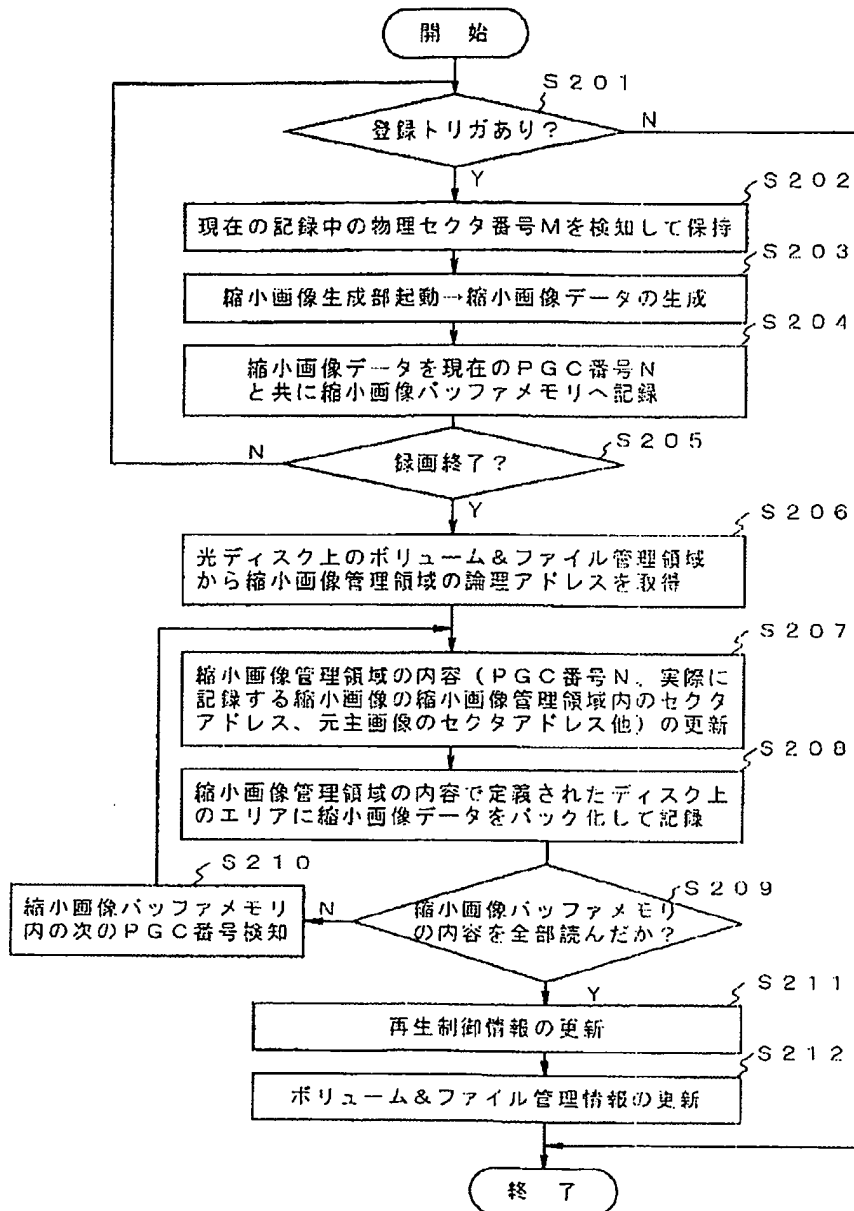 開 始
S201
登録トリガあり?
N
Y
S202
現在の記録中の物理セクタ番号Mを検知して保持
S203
縮小画像生成部起動→縮小画像データの生成
S204
縮小画像データを現在のPGC番号N
と共に縮小画像バッファメモリへ記録
S205
N
録画終了?
Y
S206
光ディスク上のボリューム&ファイル管理領域
から縮小画像管理領域の論理アドレスを取得
S207
縮小画像管理領域の内容(PGC番号N、実際に
記録する縮小画像の縮小画像管理領域内のセクタ
アドレス、元主画像のセクタアドレス他)の更新
S208
縮小画像管理領域の内容で定義されたディスク上
のエリアに縮小画像データをパック化して記録
S210
S209
縮小画像バッファメモリ
内の次のPGC番号検知
N
縮小画像バッファメモリ
の内容を全部読んだか?
Y
S211
再生制御情報の更新
S212
ボリューム&ファイル管理情報の更新
終 了